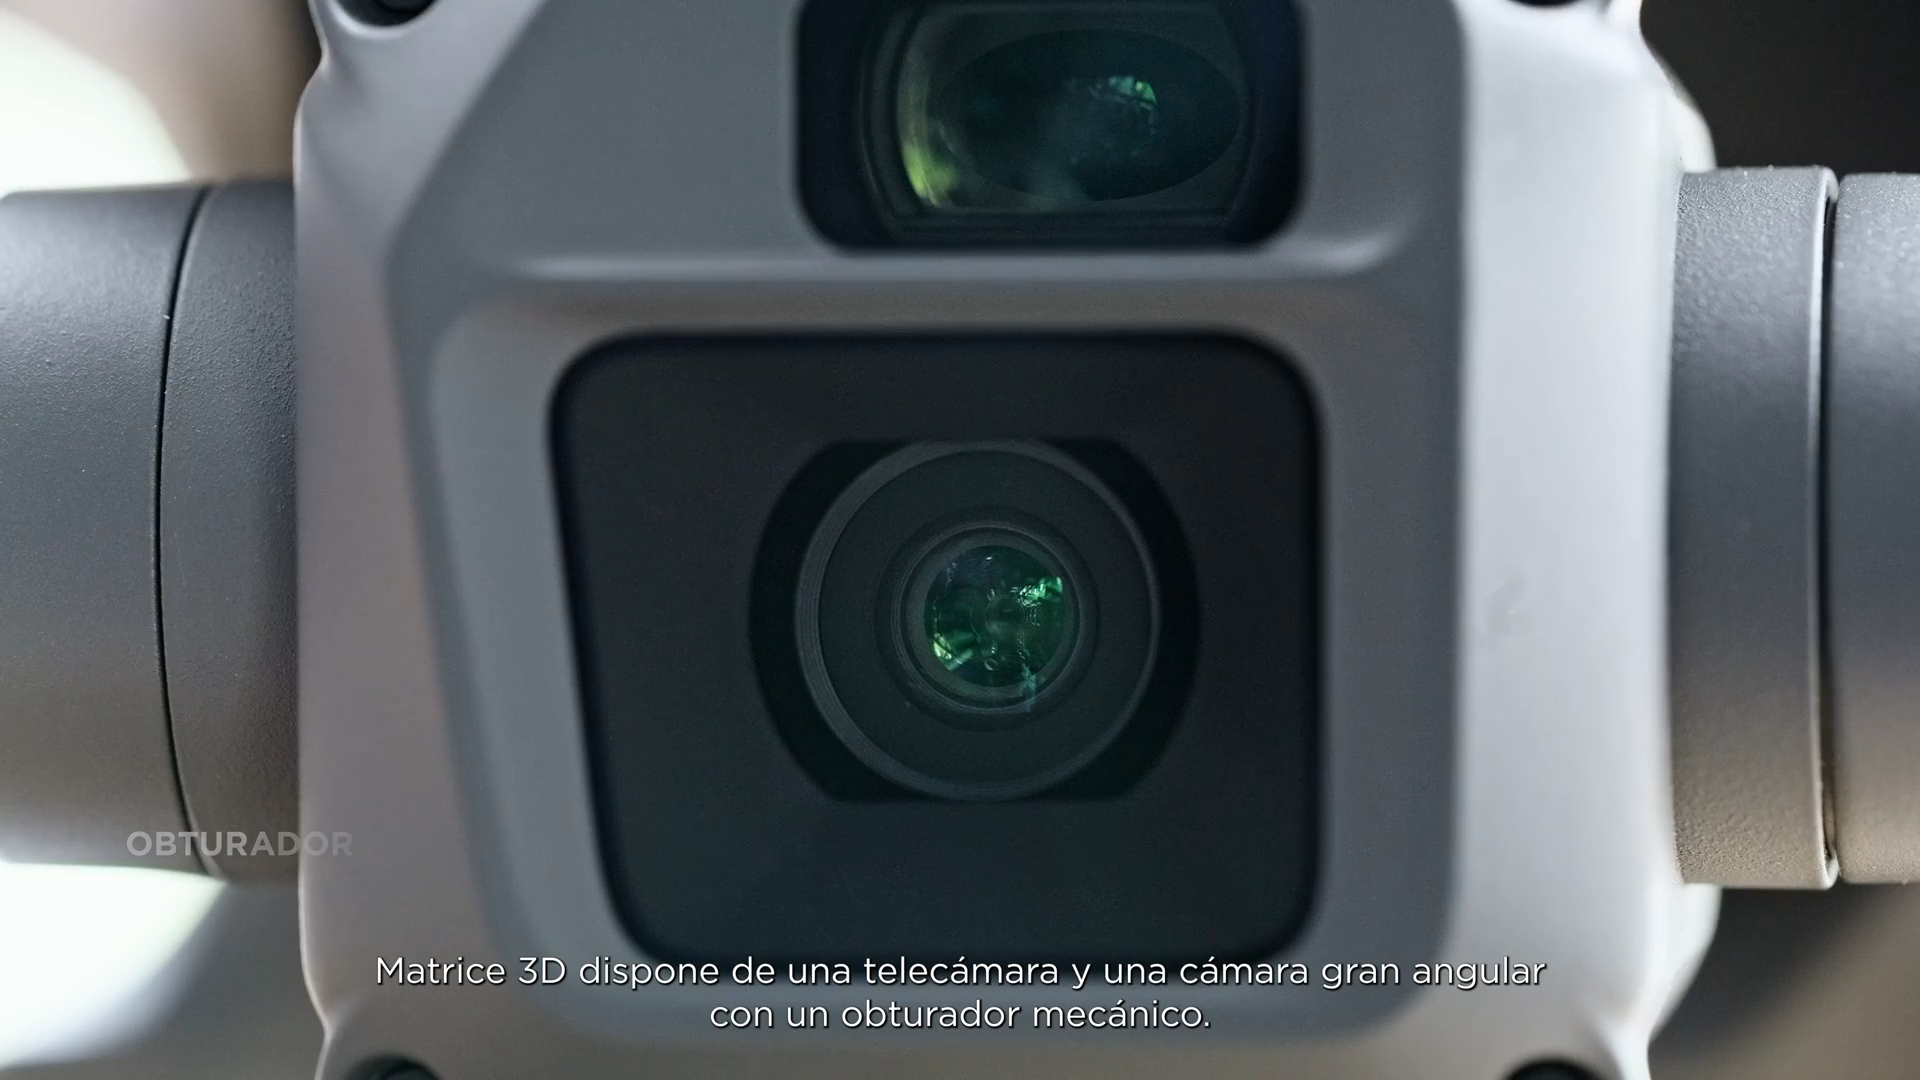 OBTURADOR
Matrice 3D dispone de una telecámara y una cámara gran angular
con un obturador mecánico.